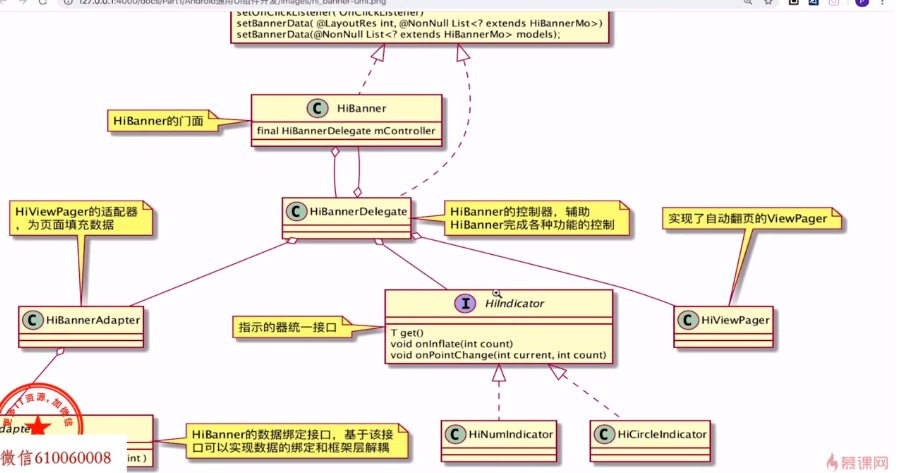 127.0.0.1:4000/docs/Part1/Android通用UI组件开发/images/hi_banner-uml.png
setOnClickListener( OnClickListener)
setBannerData( @LayoutRes int, @NonNull List<? extends HiBannerMo>)
setBannerData(@NonNull List<? extends HiBannerMo> models);
HiBanner的门面
C HiBanner
final HiBannerDelegate mController
HiViewPager的适配器
，为页面填充数据
C HiBannerDelegate
HiBanner的控制器，辅助
HiBanner完成各种功能的控制
实现了自动翻页的ViewPager
C HiBannerAdapter
指示的器统一接口
I HiIndicator
T get()
void onInflate(int count)
void onPointChange(int current, int count)
C HiViewPager
HiBanner的数据绑定接口，基于该接
口可以实现数据的绑定和框架层解耦
C HiNumIndicator
C HiCircleIndicator
更多IT资源,加微信
微信610060008
int )
慕课网